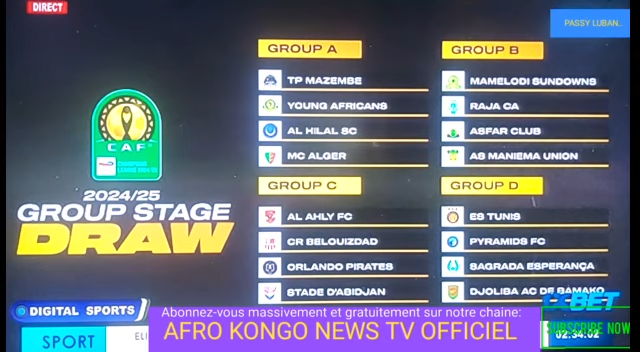 DIRECT
PASSY LUBAN..
GROUP A
TP MAZEMBE
YOUNG AFRICANS
AL HILAL SC
MC ALGER
GROUP B
MAMELODI SUNDOWNS
RAJA CA
ASFAR CLUB
AS MANIEMA UNION
CAF
2024/25
GROUP STAGE
DRAW
GROUP C
AL AHLY FC
CR BELOUIZDAD
ORLANDO PIRATES
STADE D'ABIDJAN
GROUP D
ES TUNIS
PYRAMIDS FC
SAGRADA ESPERANÇA
DJOLIBA AC DE BAMAKO
DIGITAL SPORTS
1XBET
Abonnez-vous massivement et gratuitement sur notre chaine:
AFRO KONGO NEWS TV OFFICIEL
SUBSCRIBE NOW
SPORT
ELI
02:34:02